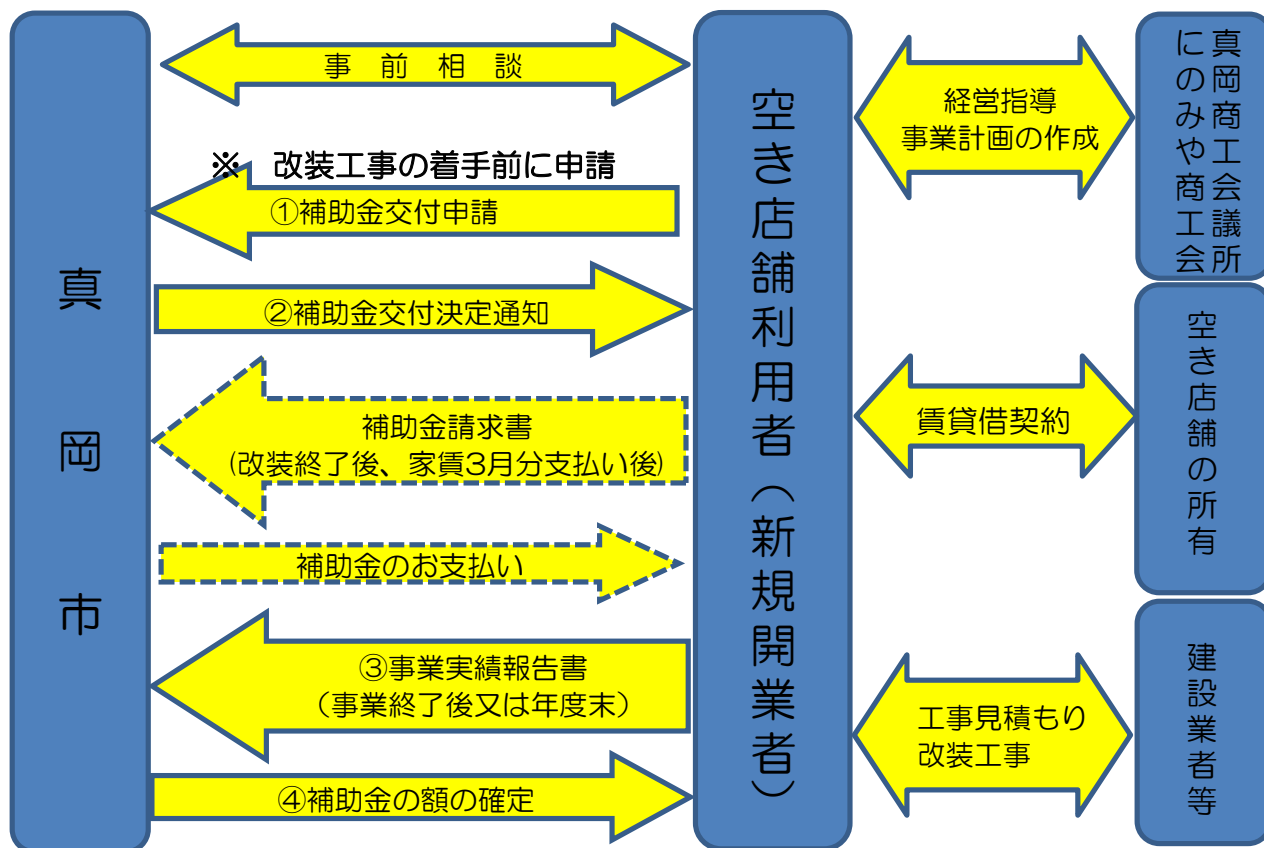 真岡市
事前相談
※ 改装工事の着手前に申請
①補助金交付申請
②補助金交付決定通知
補助金請求書
(改装終了後、家賃3月分支払い後)
補助金のお支払い
③事業実績報告書
(事業終了後又は年度末)
④補助金の額の確定
空き店舗利用者(新規開業者)
経営指導
事業計画の作成
真岡商工会議所
にのみや商工会
賃貸借契約
空き店舗の所有
工事見積もり
改装工事
建設業者等